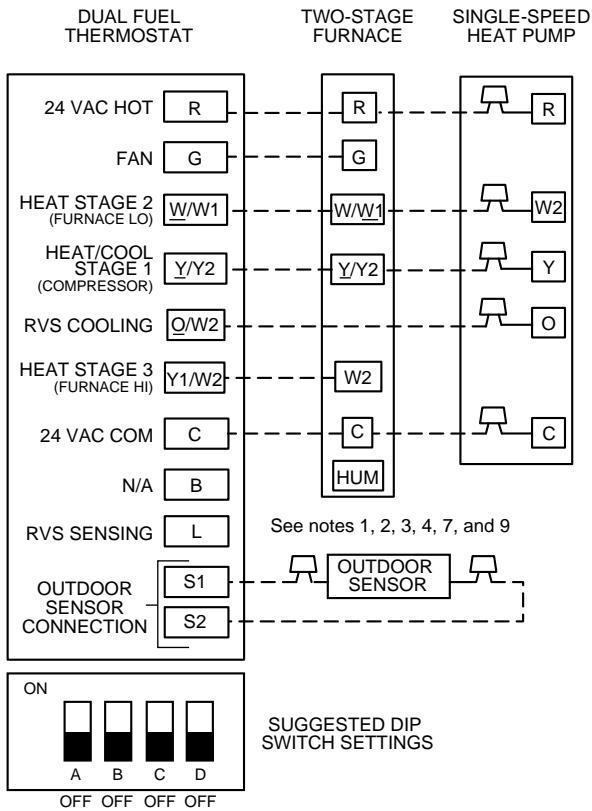 DUAL FUEL
THERMOSTAT
TWO-STAGE
FURNACE
SINGLE-SPEED
HEAT PUMP
24 VAC HOT R R R
FAN G G
HEAT STAGE 2
(FURNACE LO)
W/W1 W/W1 W2
HEAT/COOL
STAGE 1
(COMPRESSOR)
Y/Y2 Y/Y2 Y
RVS COOLING O/W2 O
HEAT STAGE 3
(FURNACE HI)
Y1/W2 W2
24 VAC COM C C C
N/A B HUM
RVS SENSING L
See notes 1, 2, 3, 4, 7, and 9
OUTDOOR
SENSOR
CONNECTION
S1
S2
OUTDOOR
SENSOR
ON
A B C D
OFF OFF OFF OFF
SUGGESTED DIP
SWITCH SETTINGS